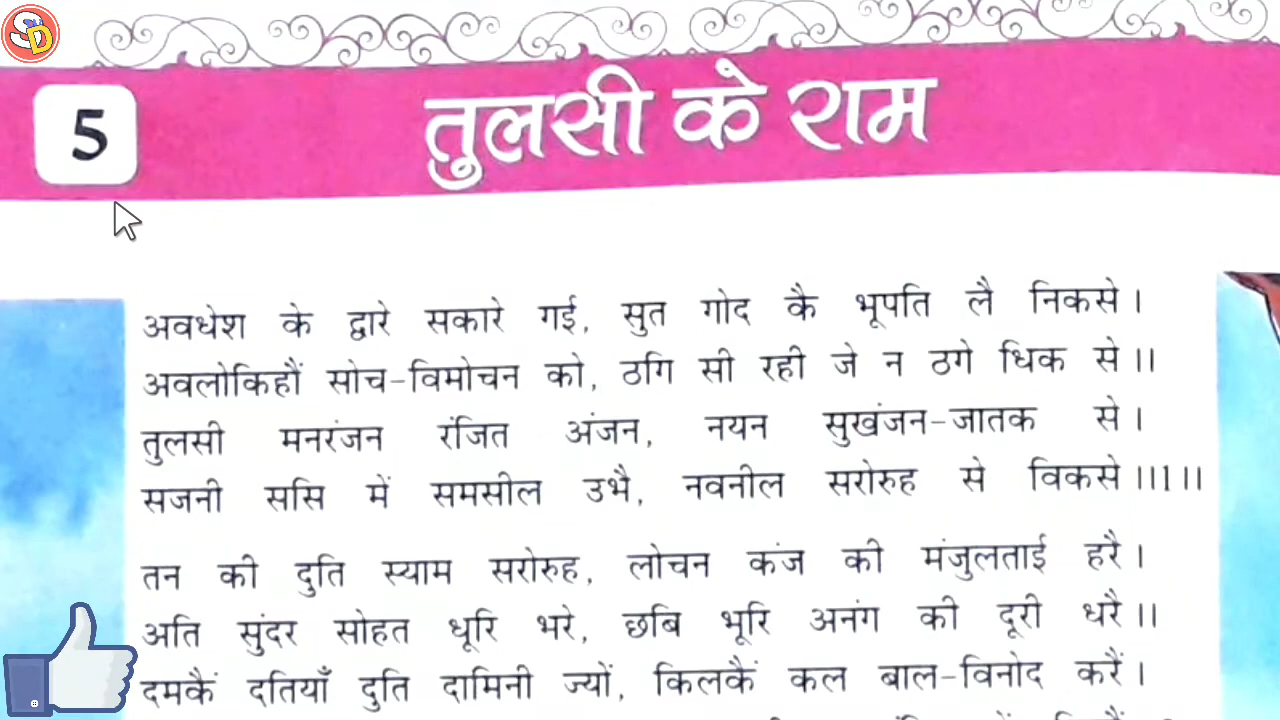 SD
5
तुलसी के राम
अवधेश के द्वारे सकारे गई, सुत गोद कै भूपति लै निकसे।
अवलोकिहौं सोच-विमोचन को, ठगि सी रही जे न ठगे धिक से॥
तुलसी मनरंजन रंजित अंजन, नयन सुखंजन-जातक से।
सजनी ससि में समसील उभै, नवनील सरोरुह से विकसे॥1॥
तन की दुति स्याम सरोरुह, लोचन कंज की मंजुलताई हरै।
अति सुंदर सोहत धूरि भरे, छबि भूरि अनंग की दूरी धरै॥
दमकैं दतियाँ दुति दामिनी ज्यों, किलकैं कल बाल-विनोद करैं।